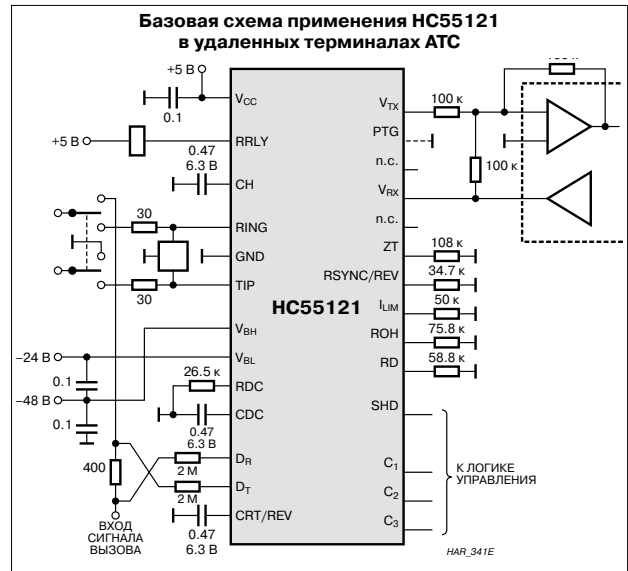 Базовая схема применения HC55121
в удаленных терминалах АТС
+5 В
0.1
V_CC
+5 В
RRLY
0.47
6.3 В
CH
30
RING
GND
30
TIP
HC55121
V_BH
–24 В
V_BL
0.1
–48 В
26.5 к
RDC
0.1
CDC
0.47
6.3 В
400
D_R
2 М
D_T
2 М
CRT/REV
0.47
6.3 В
ВХОД
СИГНАЛА
ВЫЗОВА
V_TX
100 к
PTG
n.c.
100 к
V_RX
n.c.
ZT
108 к
RSYNC/REV
34.7 к
I_LIM
50 к
ROH
75.8 к
RD
58.8 к
SHD
C₁
C₂
C₃
К ЛОГИКЕ
УПРАВЛЕНИЯ
HAR_341E